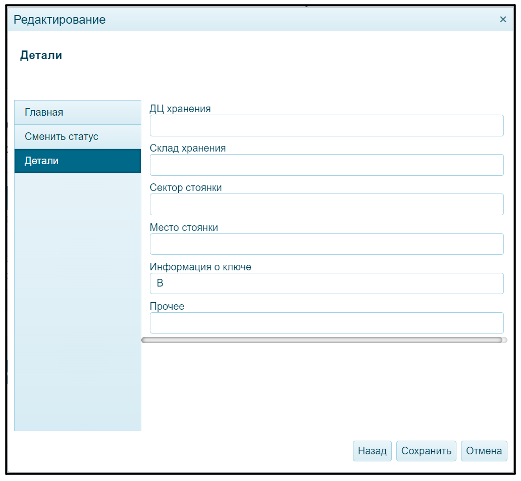 Редактирование
Детали
Главная
Сменить статус
Детали
ДЦ хранения
Склад хранения
Сектор стоянки
Место стоянки
Информация о ключе
В
Прочее
Назад Сохранить Отмена